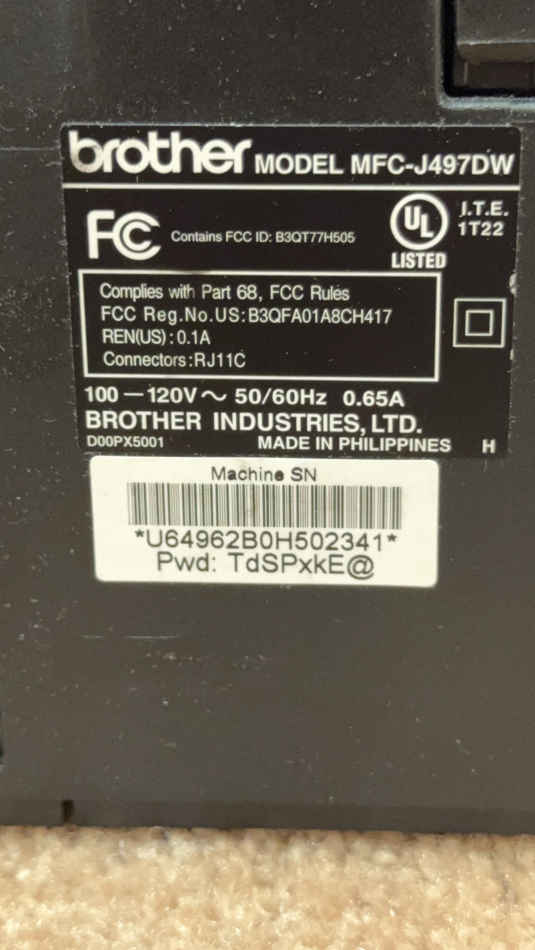 brother MODEL MFC-J497DW
FC Contains FCC ID: B3QT77H505
UL
LISTED
I.T.E.
1T22
Complies with Part 68, FCC Rules
FCC Reg.No.US:B3QFA01A8CH417
REN(US):0.1A
Connectors:RJ11C
100—120V~ 50/60Hz 0.65A
BROTHER INDUSTRIES,LTD.
D00PX5001 MADE IN PHILIPPINES H
Machine SN
*U64962B0H502341*
Pwd: TdSPxkE@